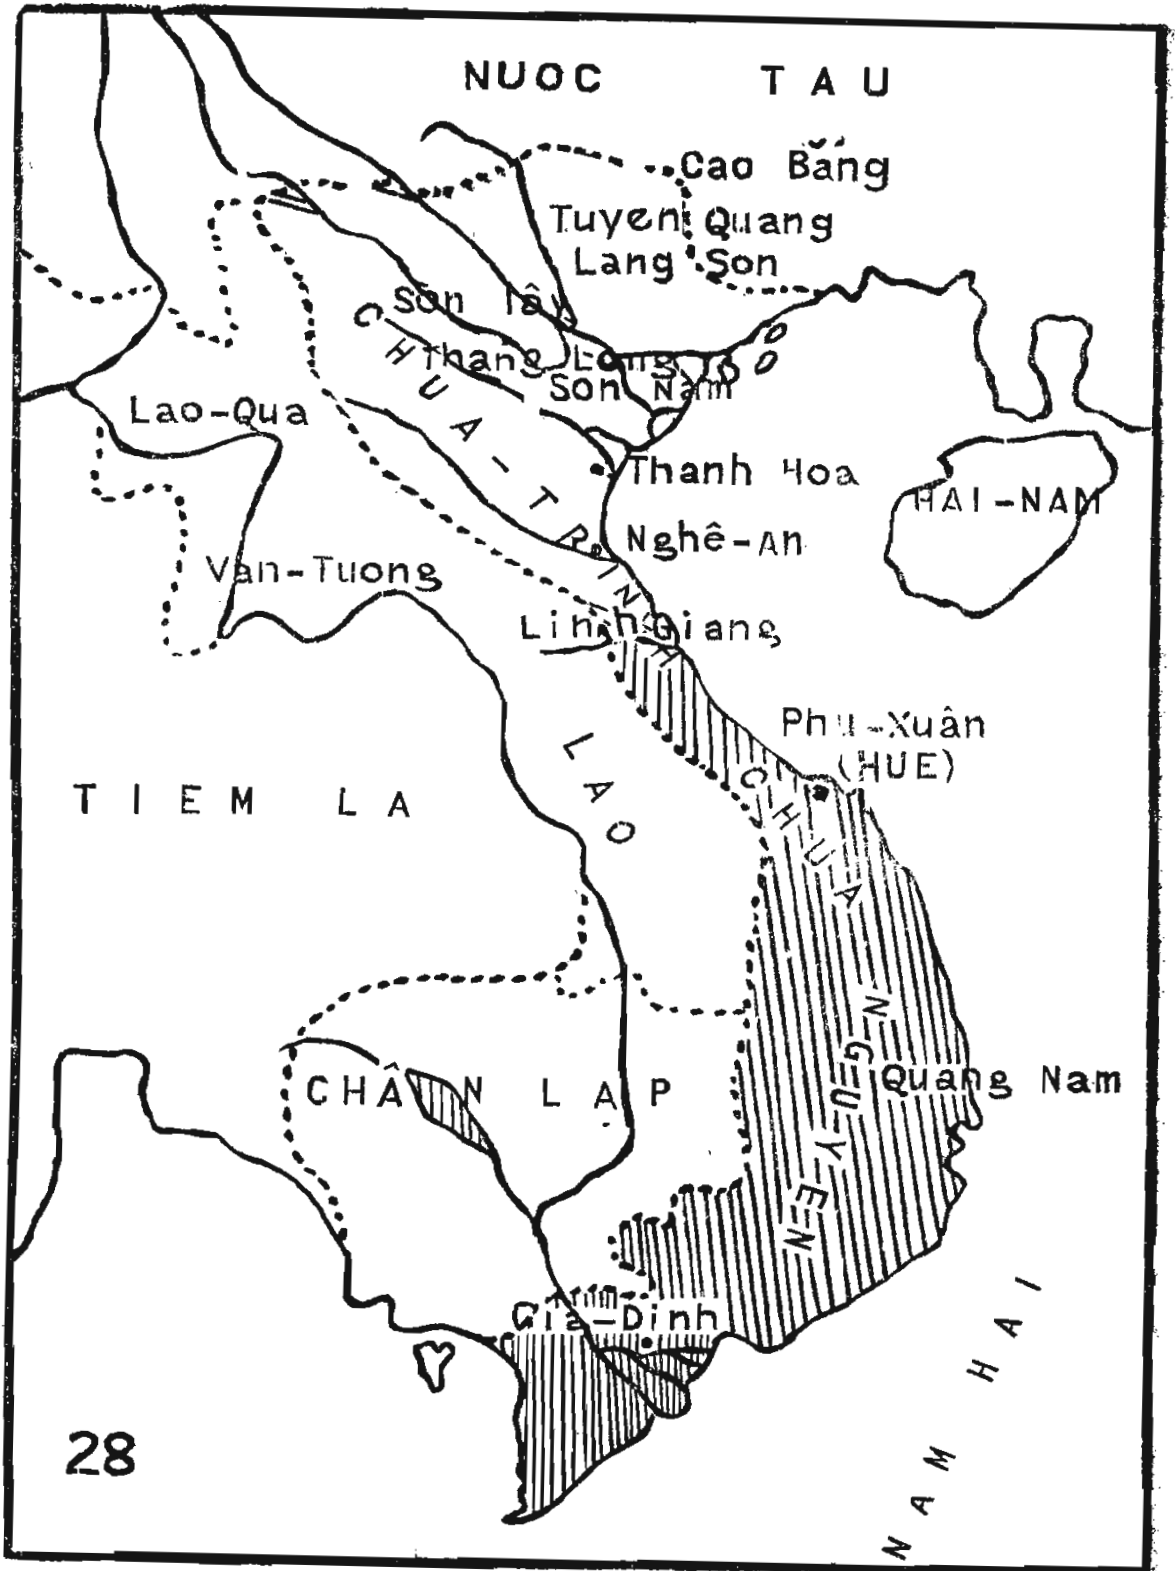 NUOC TAU
Cao Bắng
Tuyen Quang
Lang Son
Sơn Tây
Thang Long
Son Nam
CHUA-TRINH
Lao-Qua
Thanh Hoa
HAI-NAM
Nghê-An
Van-Tuong
Linh Giang
Phu-Xuân
(HUE)
LAO
TIEM LA
CHUA NGUYEN
Quang Nam
CHÂN LAP
Gia-Dinh
NAM HAI
28